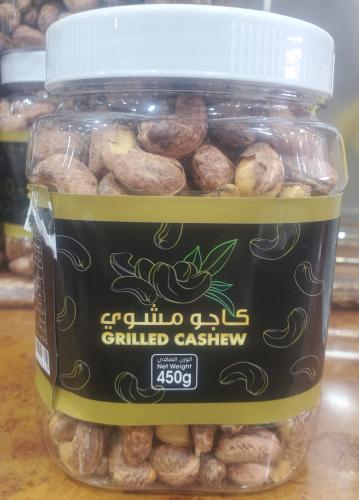 كاجو مشوي
GRILLED CASHEW
الوزن الصافي
Net Weight
450g